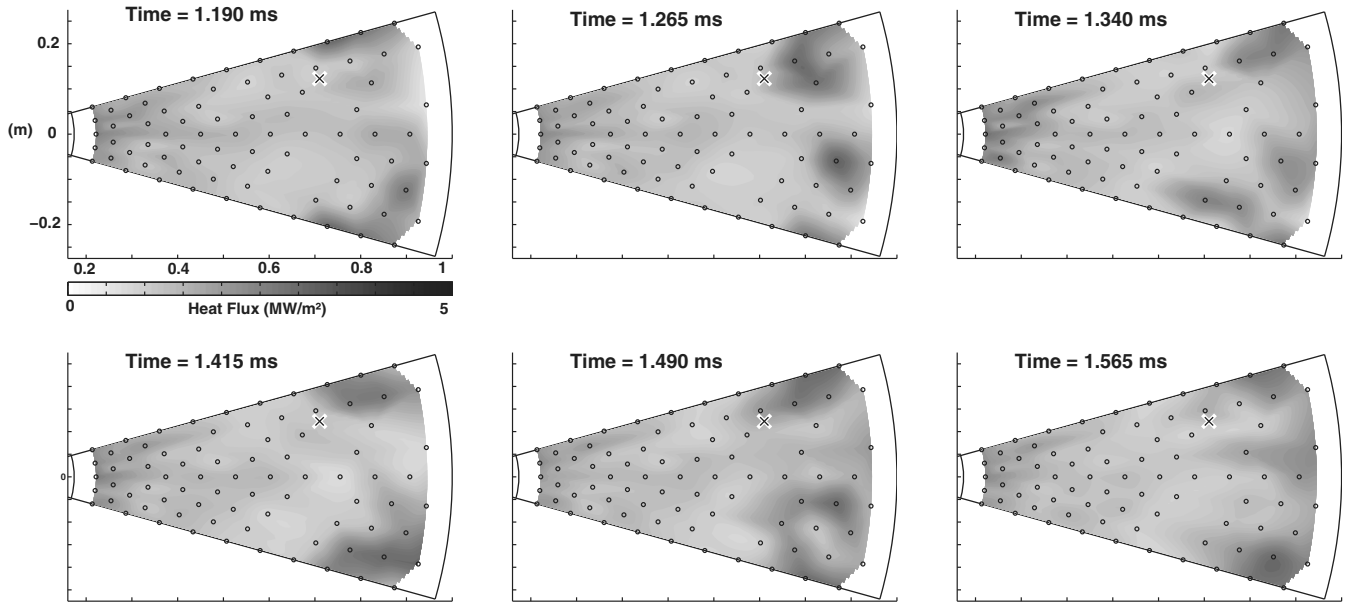 Time = 1.190 ms
Time = 1.265 ms
Time = 1.340 ms
0.2
(m) 0
−0.2
0.2 0.4 0.6 0.8 1
0 5
Heat Flux (MW/m²)
Time = 1.415 ms
Time = 1.490 ms
Time = 1.565 ms
0